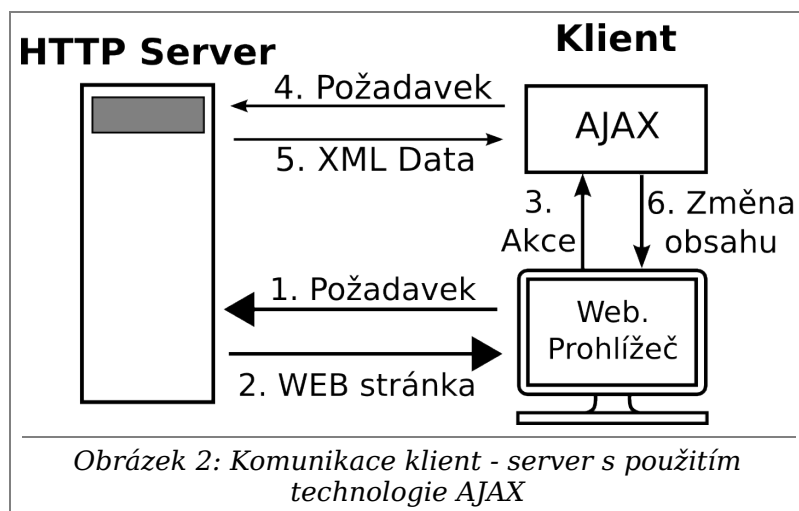 HTTP Server
Klient
4. Požadavek
AJAX
5. XML Data
3.
Akce
6. Změna
obsahu
1. Požadavek
Web.
Prohlížeč
2. WEB stránka
Obrázek 2: Komunikace klient - server s použitím
technologie AJAX